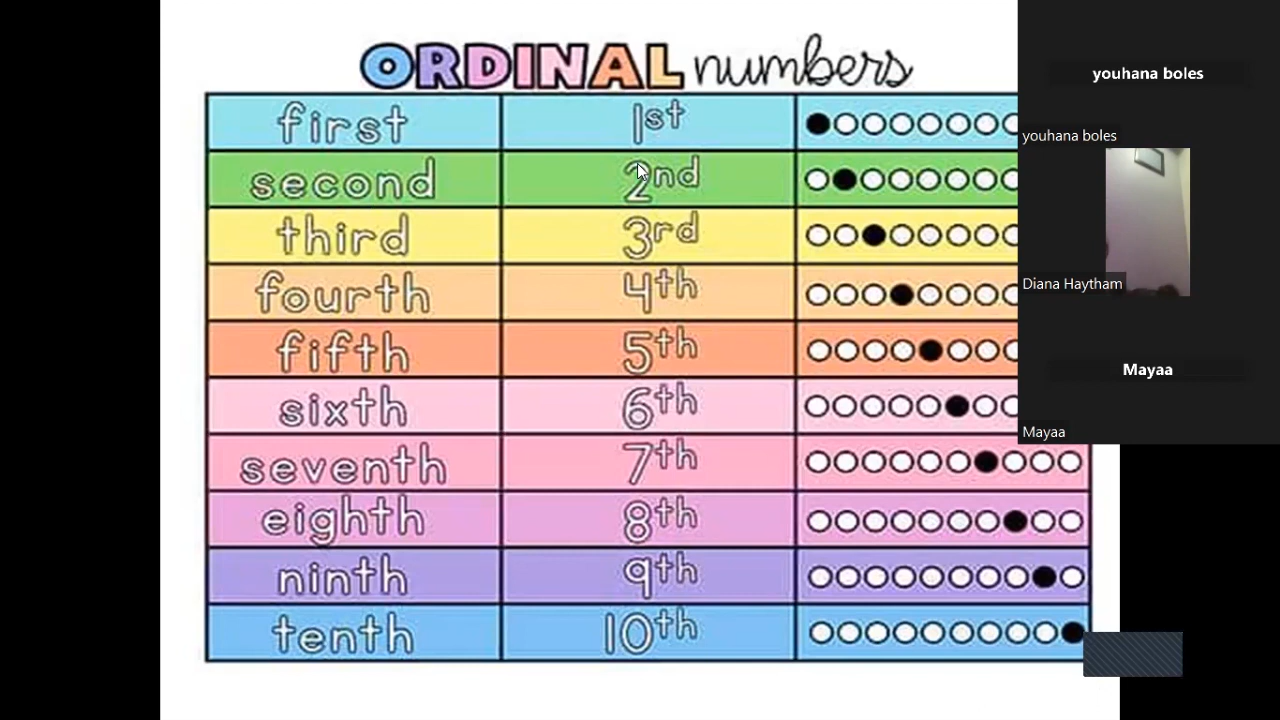 ORDINAL numbers
first 1st
second 2nd
third 3rd
fourth 4th
fifth 5th
sixth 6th
seventh 7th
eighth 8th
ninth 9th
tenth 10th
youhana boles
youhana boles
Diana Haytham
Mayaa
Mayaa